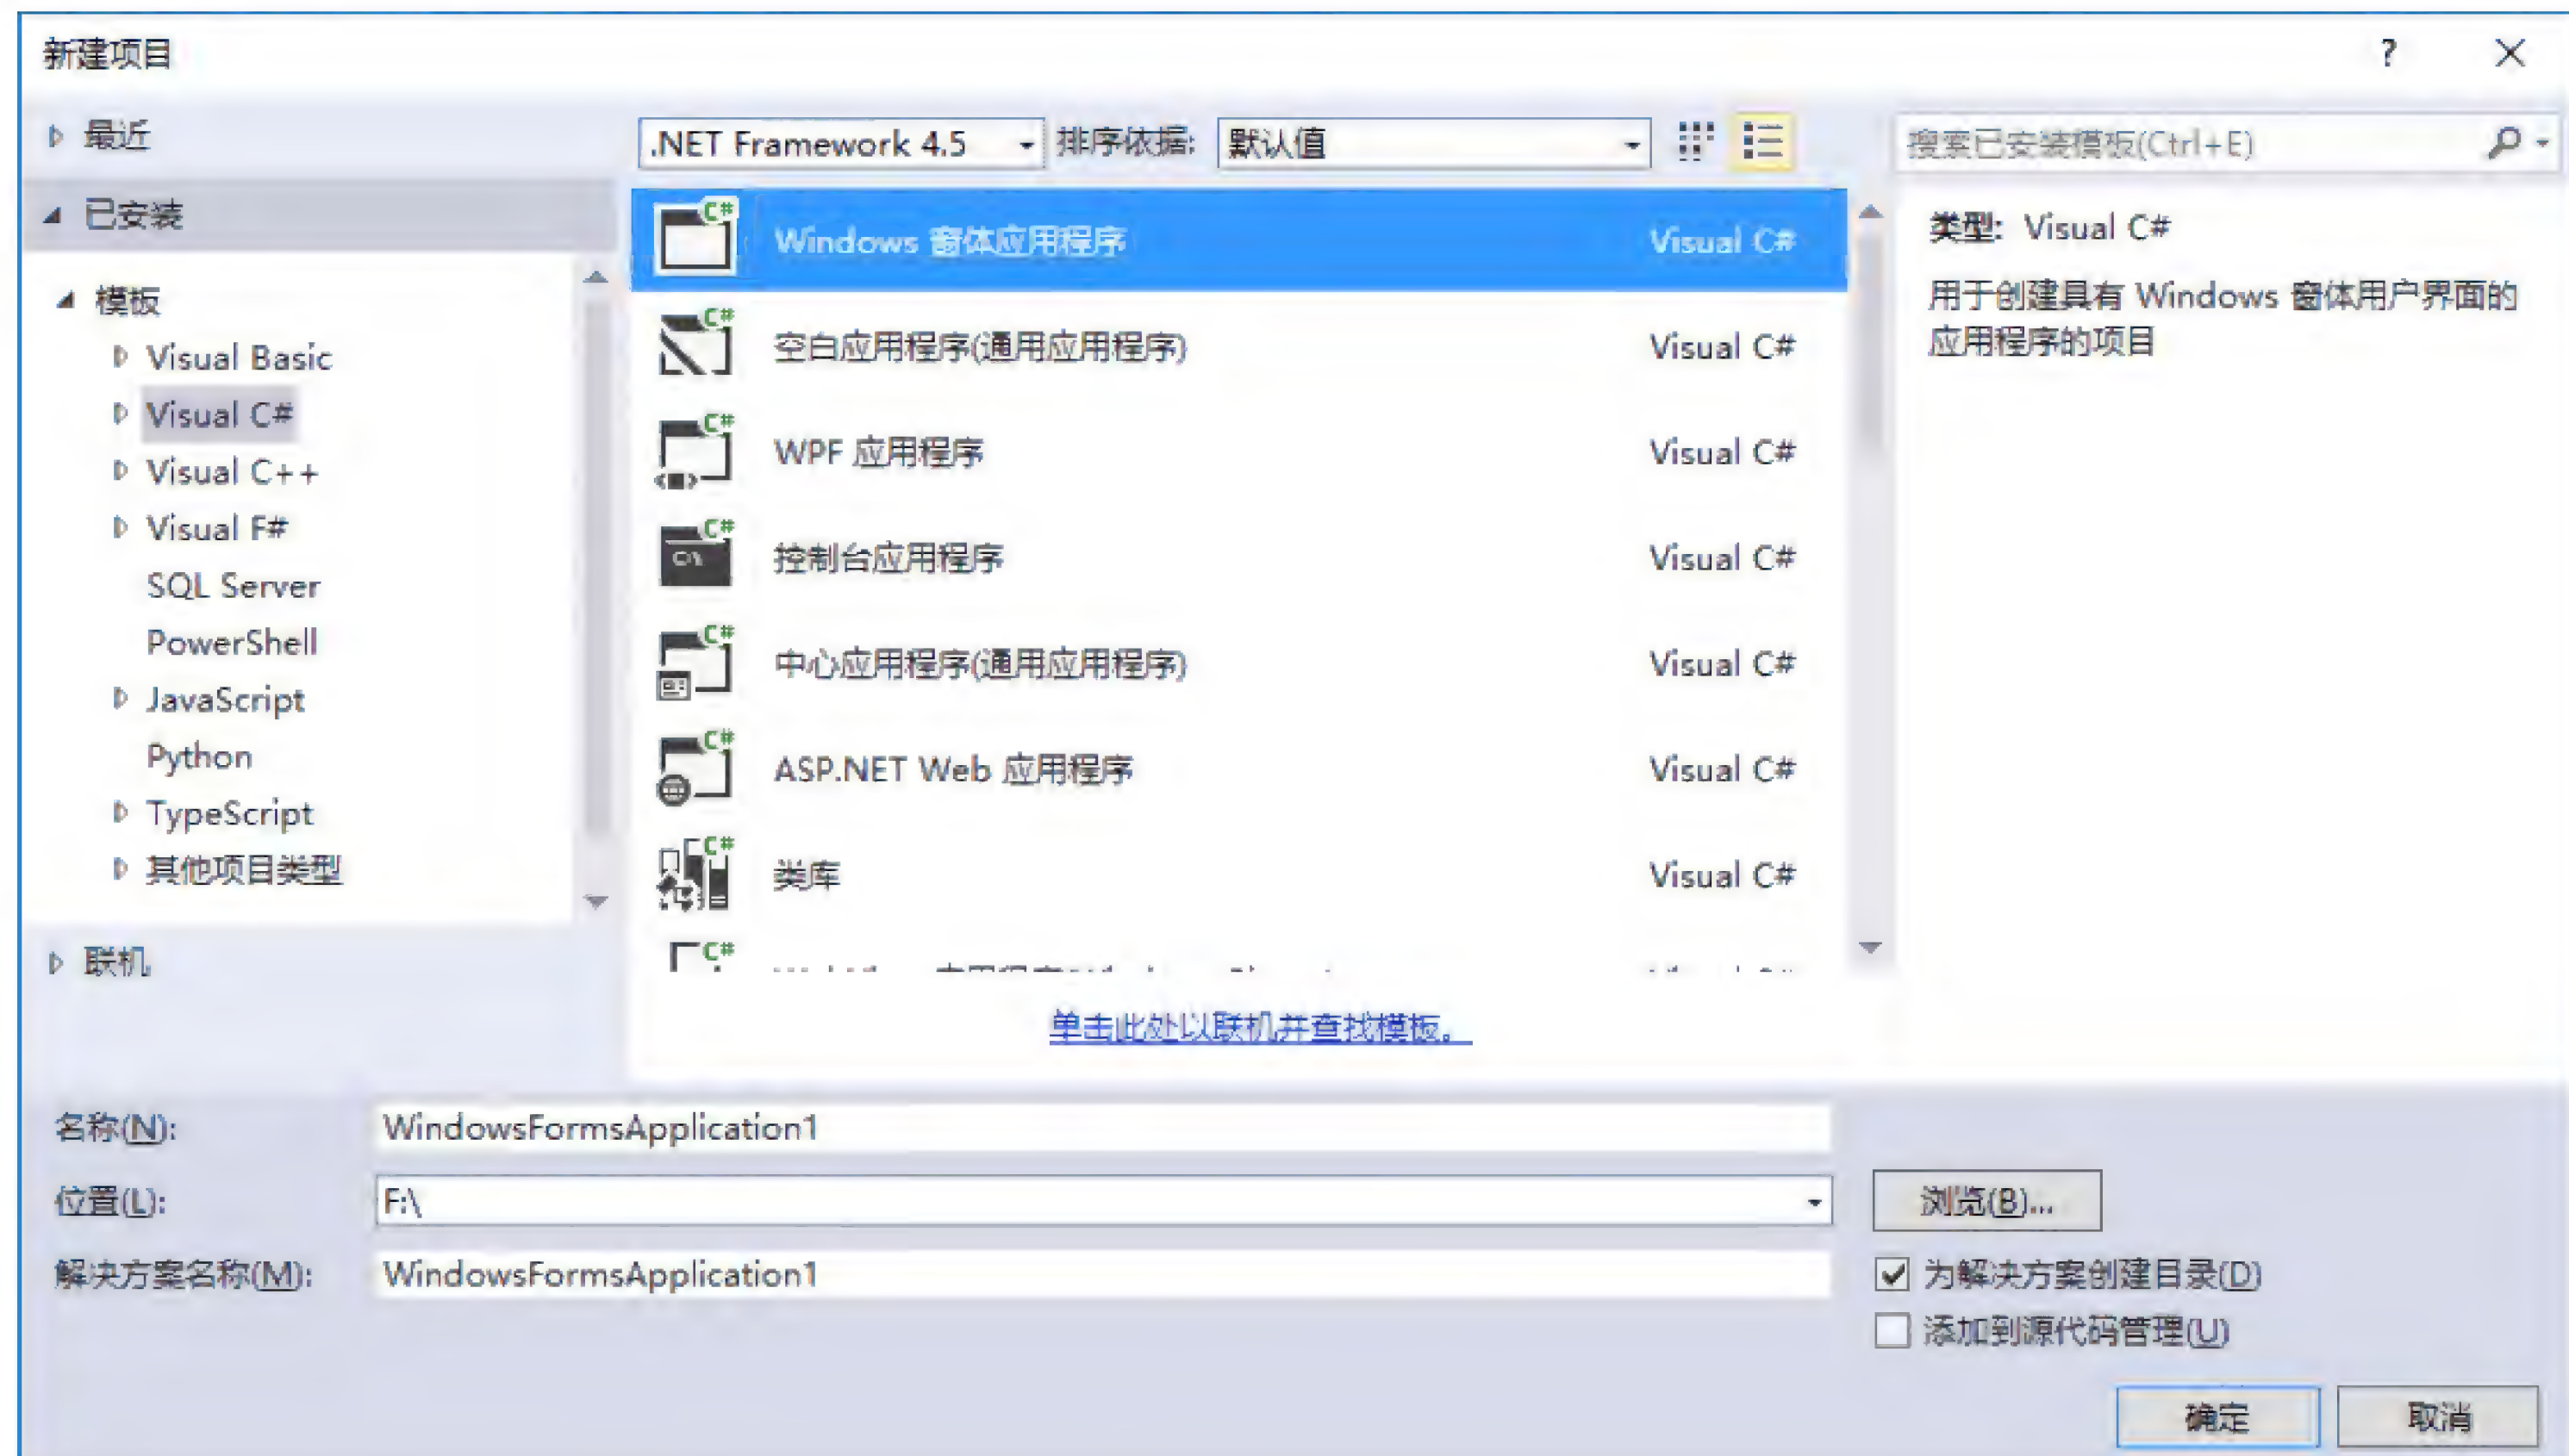 新建项目
最近
.NET Framework 4.5 排序依据: 默认值
搜索已安装模板(Ctrl+E)
已安装
模板
Visual Basic
Visual C#
Visual C++
Visual F#
SQL Server
PowerShell
JavaScript
Python
TypeScript
其他项目类型
联机
Windows 窗体应用程序 Visual C#
空白应用程序(通用应用程序) Visual C#
WPF 应用程序 Visual C#
控制台应用程序 Visual C#
中心应用程序(通用应用程序) Visual C#
ASP.NET Web 应用程序 Visual C#
类库 Visual C#
单击此处以联机并查找模板。
类型: Visual C#
用于创建具有 Windows 窗体用户界面的
应用程序的项目
名称(N): WindowsFormsApplication1
位置(L): F:\
浏览(B)...
解决方案名称(M): WindowsFormsApplication1
为解决方案创建目录(D)
添加到源代码管理(U)
确定 取消